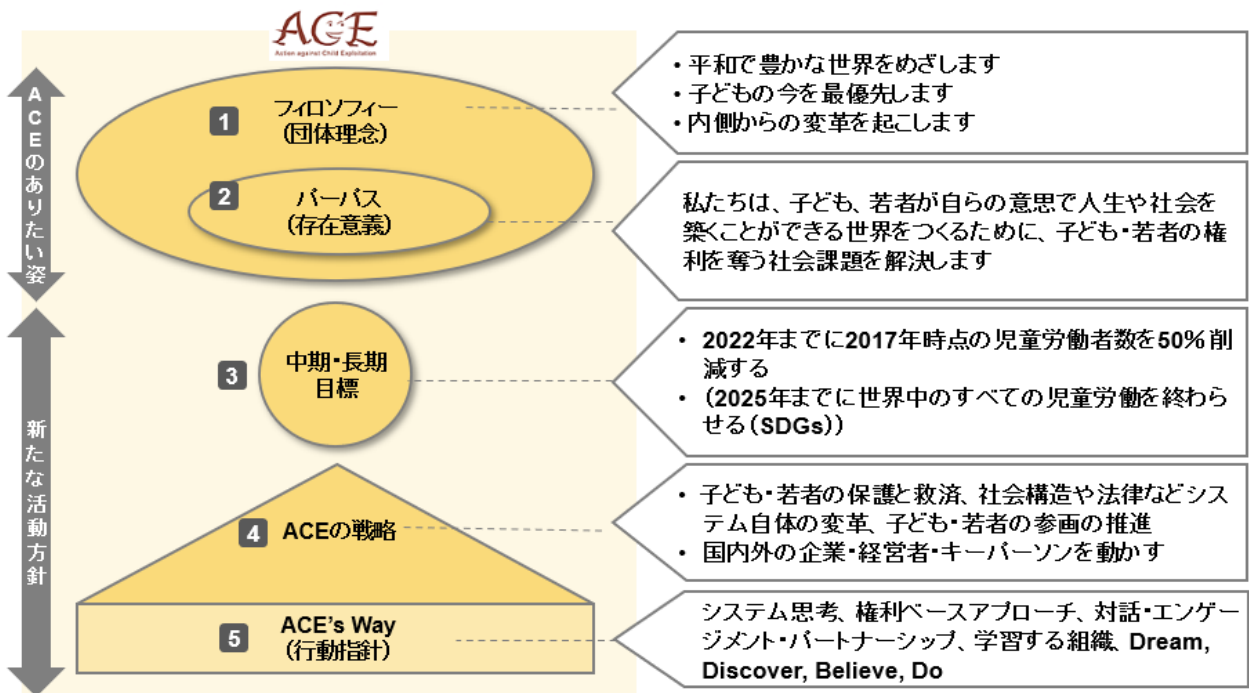 ACE
Action against Child Exploitation
ACEのありたい姿
1
フィロソフィー
(団体理念)
・平和で豊かな世界をめざします
・子どもの今を最優先します
・内側からの変革を起こします
2
パーパス
(存在意義)
私たちは、子ども、若者が自らの意思で人生や社会を
築くことができる世界をつくるために、子ども・若者の権
利を奪う社会課題を解決します
新たな活動方針
3
中期・長期
目標
・ 2022年までに2017年時点の児童労働者数を50%削
減する
・ (2025年までに世界中のすべての児童労働を終わら
せる(SDGs))
4
ACEの戦略
・ 子ども・若者の保護と救済、社会構造や法律などシス
テム自体の変革、子ども・若者の参画の推進
・ 国内外の企業・経営者・キーパーソンを動かす
5
ACE’s Way
(行動指針)
システム思考、権利ベースアプローチ、対話・エンゲー
ジメント・パートナーシップ、学習する組織、Dream,
Discover, Believe, Do